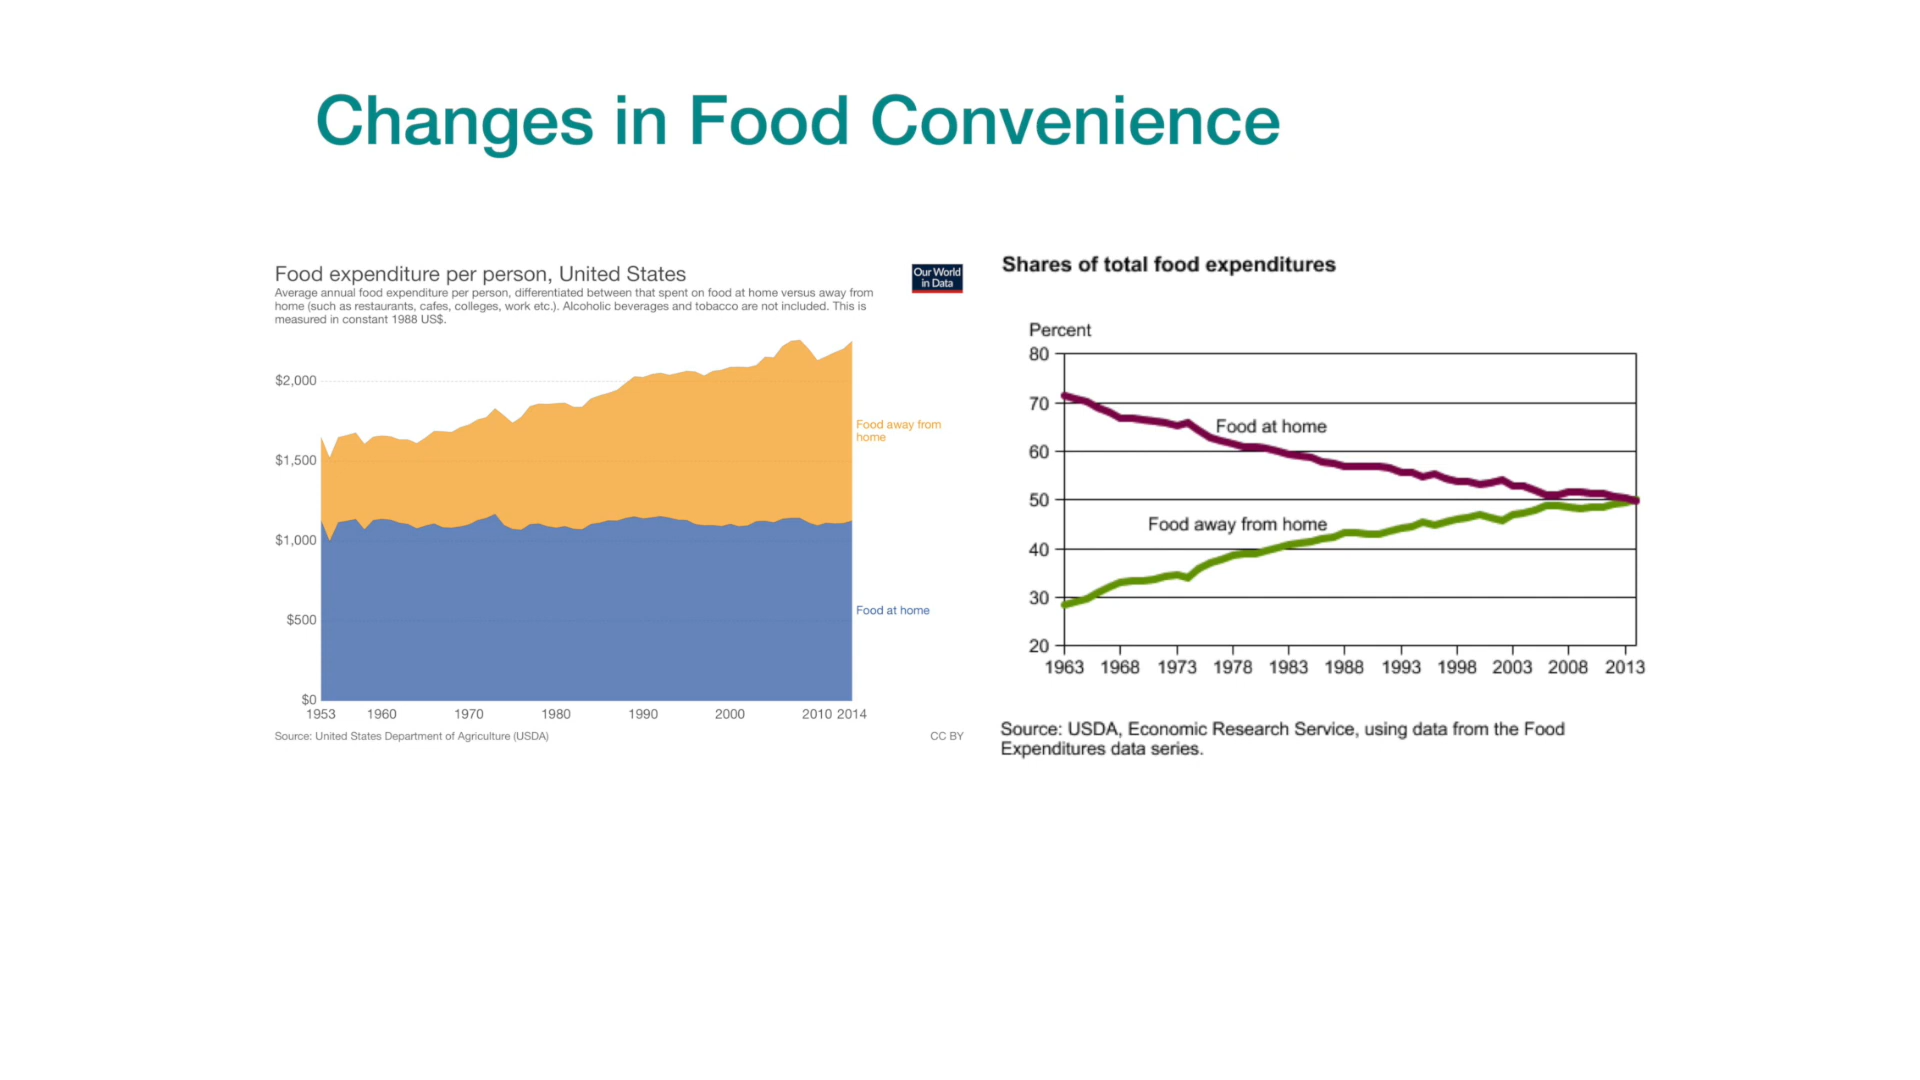 Changes in Food Convenience
Food expenditure per person, United States
Average annual food expenditure per person, differentiated between that spent on food at home versus away from
home (such as restaurants, cafes, colleges, work etc.). Alcoholic beverages and tobacco are not included. This is
measured in constant 1988 US$.
Our World
in Data
$2,000
$1,500
$1,000
$500
$0
Food away from
home
Food at home
1953 1960 1970 1980 1990 2000 2010 2014
Source: United States Department of Agriculture (USDA)
CC BY
Shares of total food expenditures
Percent
80
70
60
50
40
30
20
Food at home
Food away from home
1963 1968 1973 1978 1983 1988 1993 1998 2003 2008 2013
Source: USDA, Economic Research Service, using data from the Food
Expenditures data series.